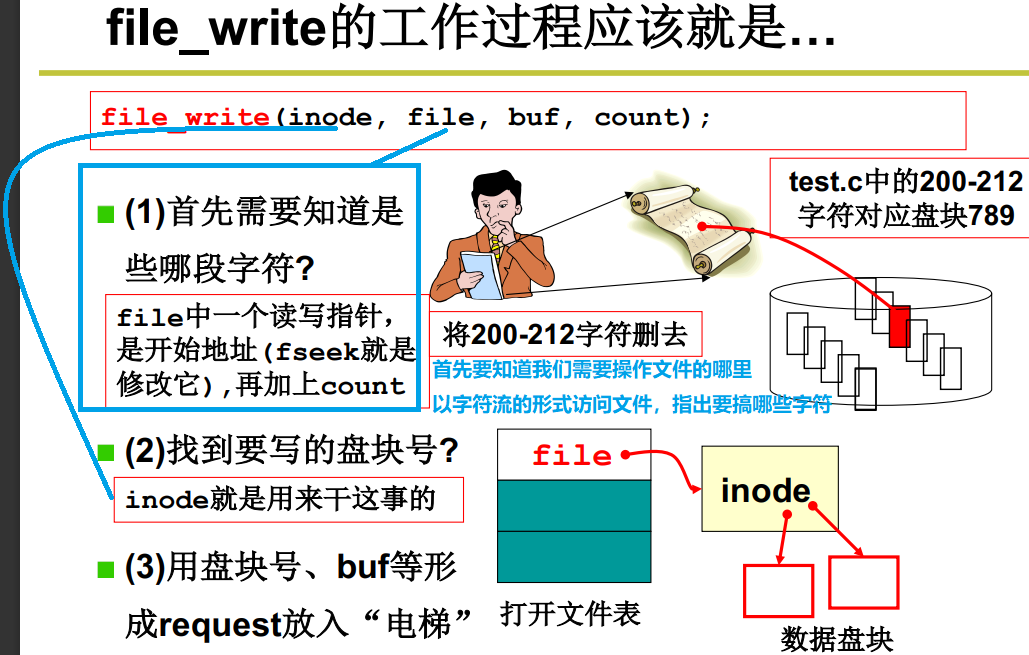 file_write的工作过程应该就是…
file_write(inode, file, buf, count);
(1)首先需要知道是
些哪段字符?
file中一个读写指针，
是开始地址(fseek就是
修改它),再加上count
test.c中的200-212
字符对应盘块789
将200-212字符删去
首先要知道我们需要操作文件的哪里
以字符流的形式访问文件，指出要搞哪些字符
(2)找到要写的盘块号?
inode就是用来干这事的
(3)用盘块号、buf等形
成request放入“电梯”
file
inode
打开文件表
数据盘块